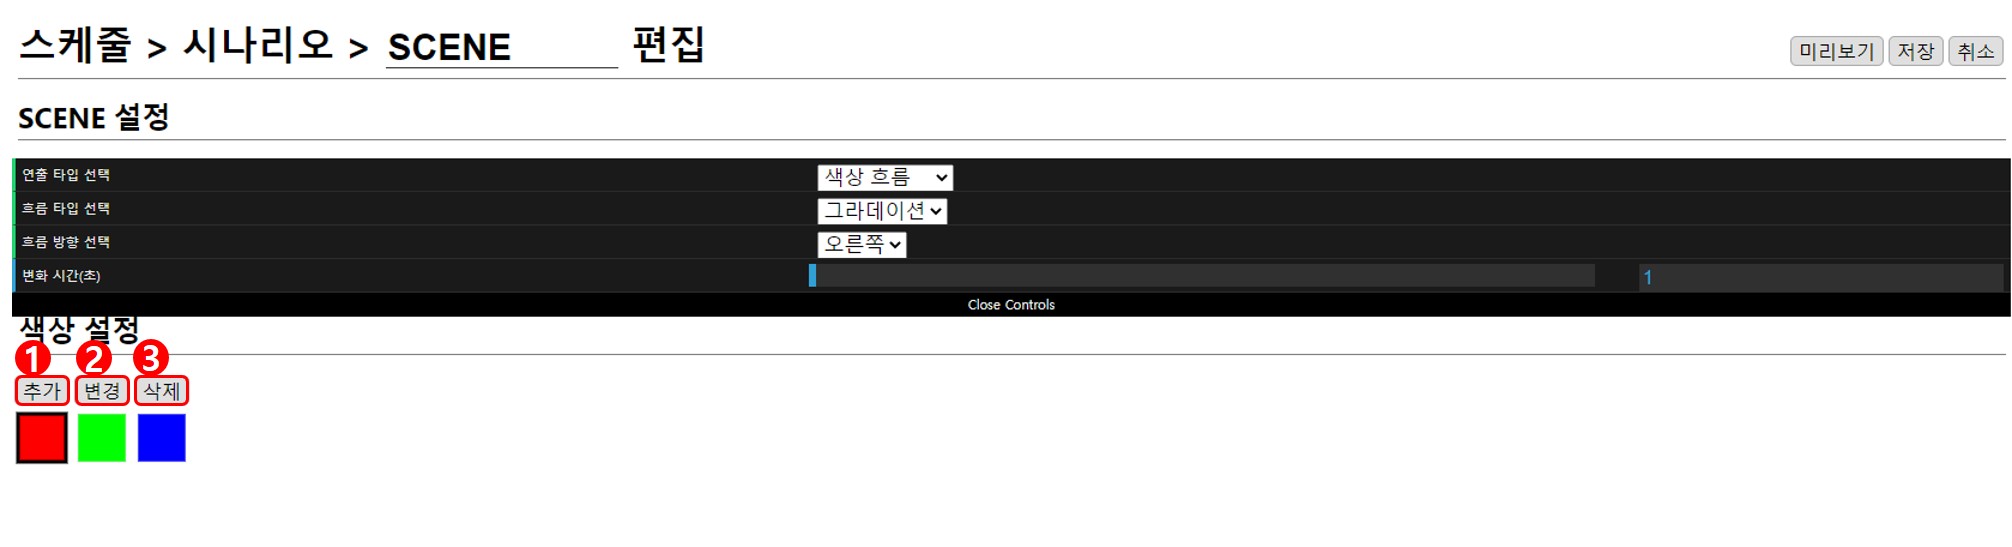 스케줄 > 시나리오 > SCENE 편집
미리보기 저장 취소
SCENE 설정
연출 타입 선택 색상 흐름
흐름 타입 선택 그라데이션
흐름 방향 선택 오른쪽
변화 시간(초) 1
Close Controls
색상 설정
1 2 3
추가 변경 삭제